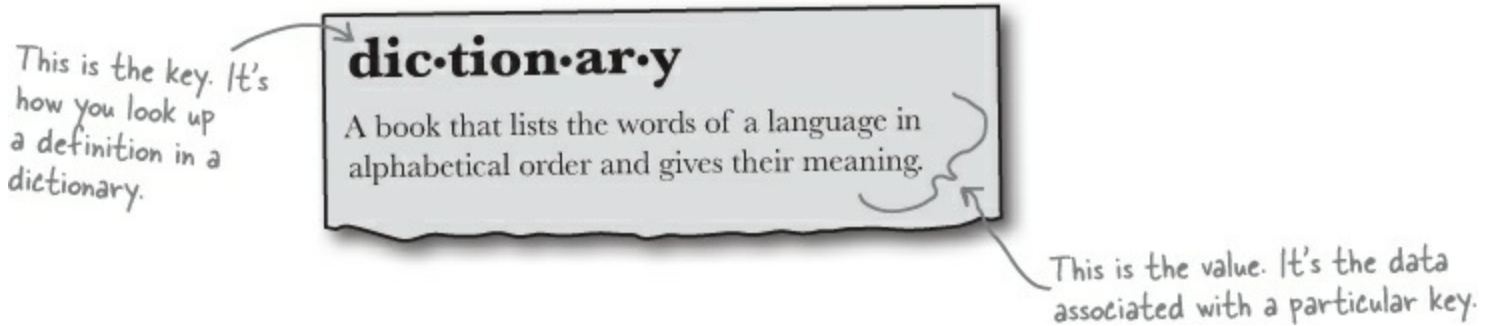 This is the key. It's
how you look up
a definition in a
dictionary.
dic•tion•ar•y
A book that lists the words of a language in
alphabetical order and gives their meaning.
This is the value. It's the data
associated with a particular key.